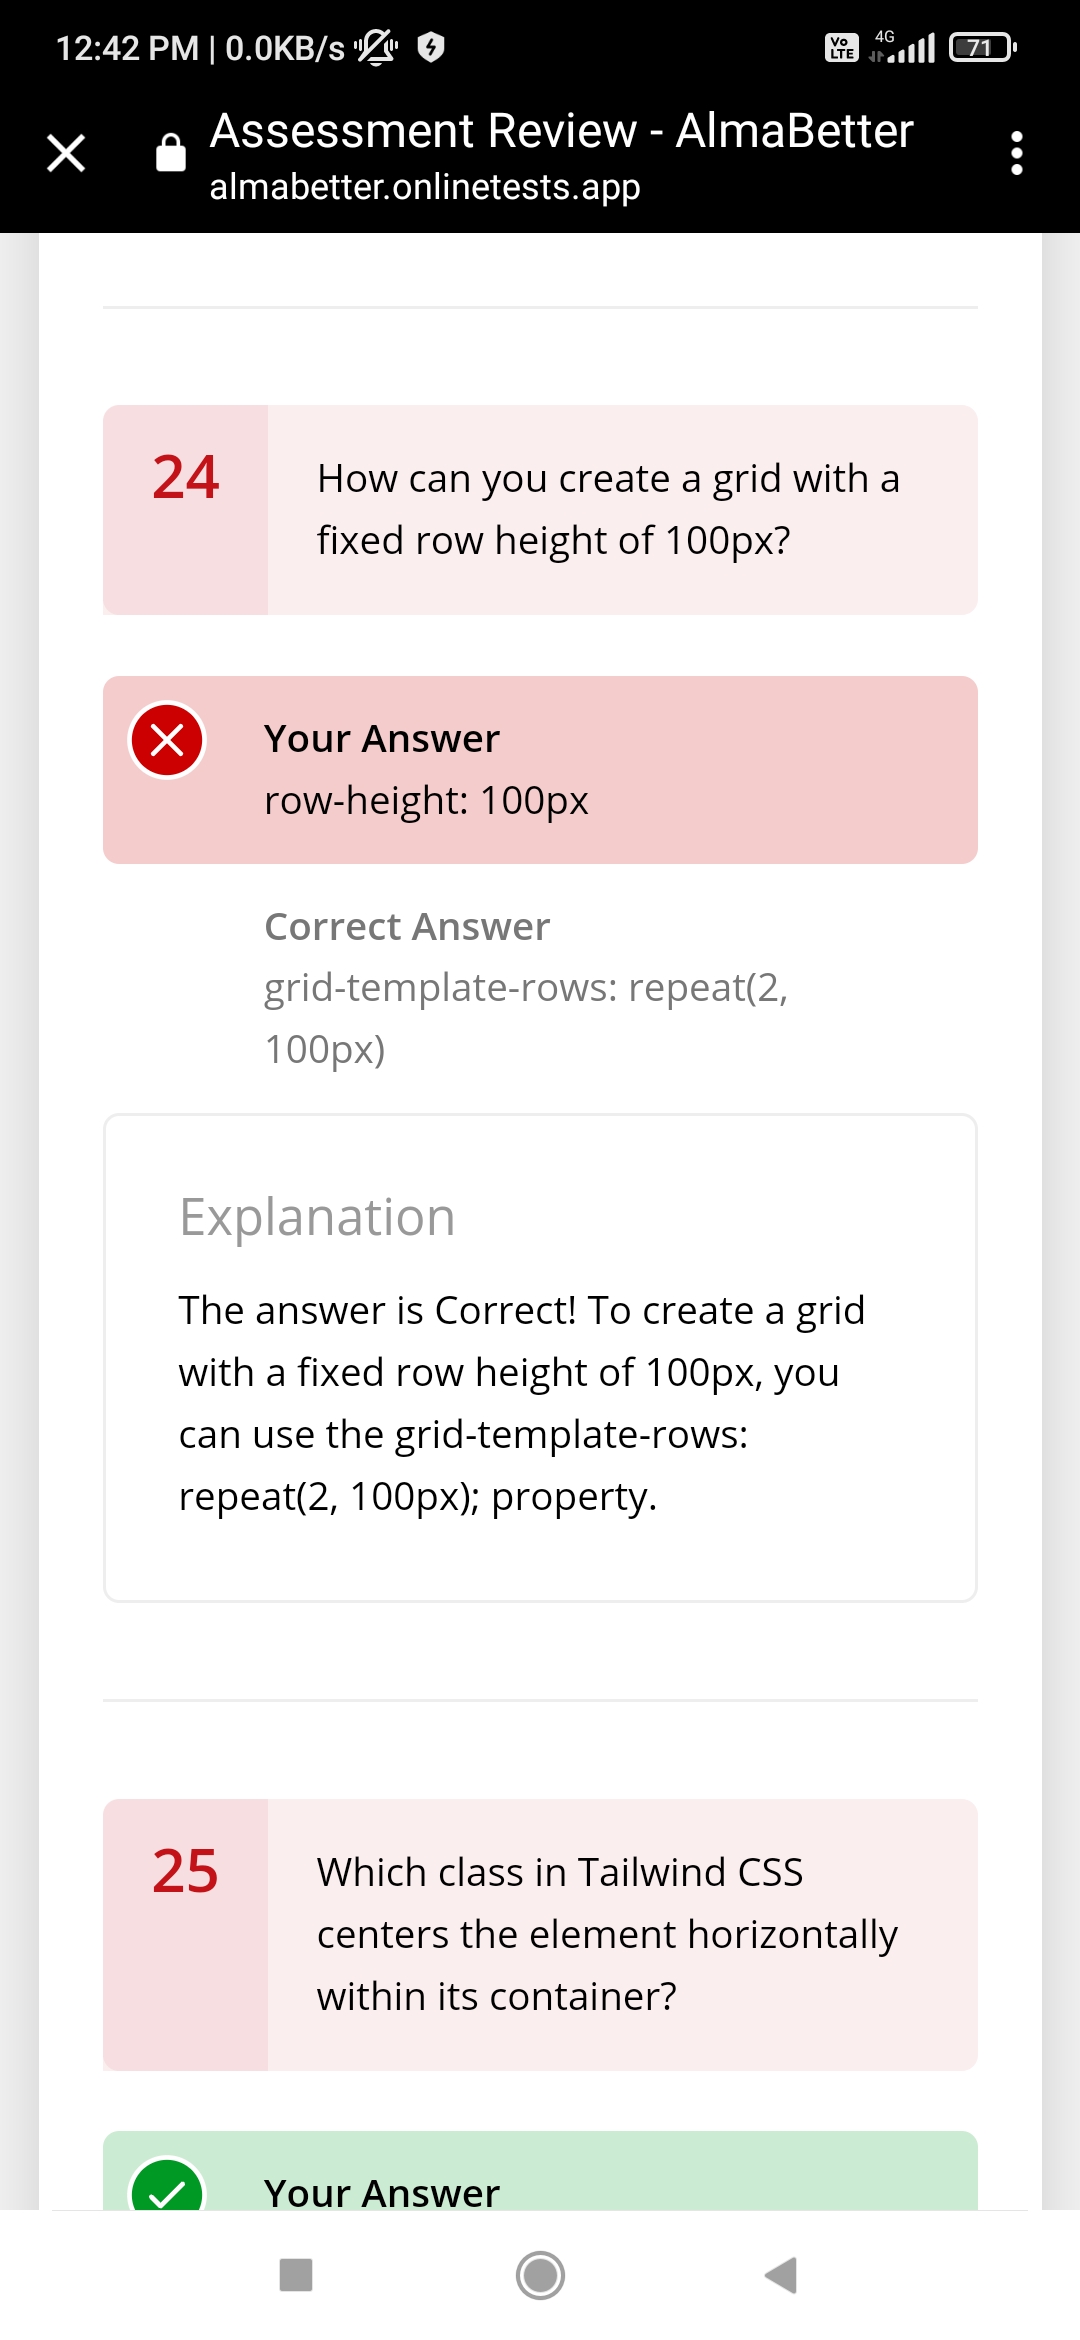 12:42 PM | 0.0KB/s
Vo LTE 4G 71
Assessment Review - AlmaBetter
almabetter.onlinetests.app
24
How can you create a grid with a
fixed row height of 100px?
Your Answer
row-height: 100px
Correct Answer
grid-template-rows: repeat(2,
100px)
Explanation
The answer is Correct! To create a grid
with a fixed row height of 100px, you
can use the grid-template-rows:
repeat(2, 100px); property.
25
Which class in Tailwind CSS
centers the element horizontally
within its container?
Your Answer